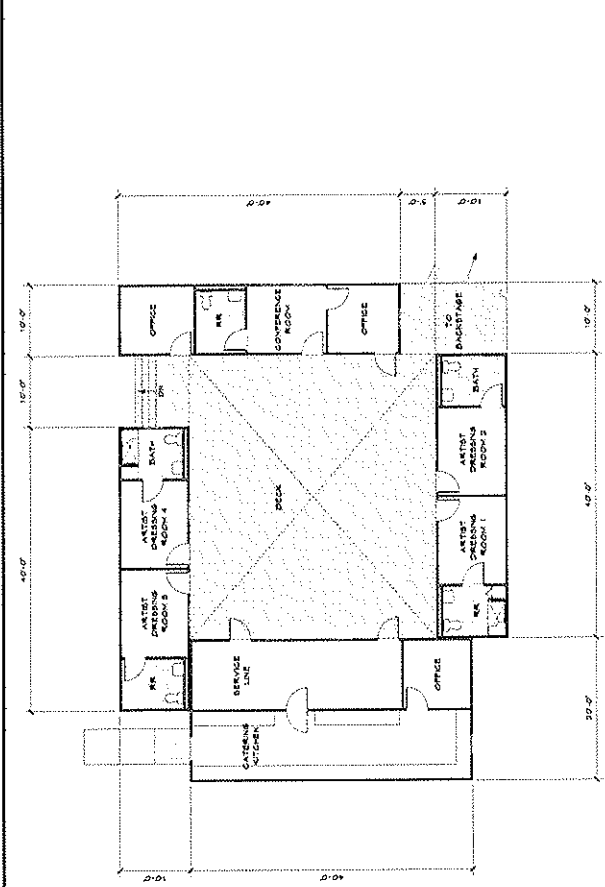 40'-0"
10'-0"
10'-0"
OFFICE
RR
CONFERENCE
ROOM
OFFICE
40'-0"
5'-0"
10'-0"
DN
BATH
ARTIST
DRESSING
ROOM 4
ARTIST
DRESSING
ROOM 3
RR
DECK
TO
BACKSTAGE
BATH
ARTIST
DRESSING
ROOM 2
ARTIST
DRESSING
ROOM 1
RR
SERVICE
LINE
OFFICE
CATERING
KITCHEN
10'-0"
40'-0"
20'-0"
40'-0"
10'-0"